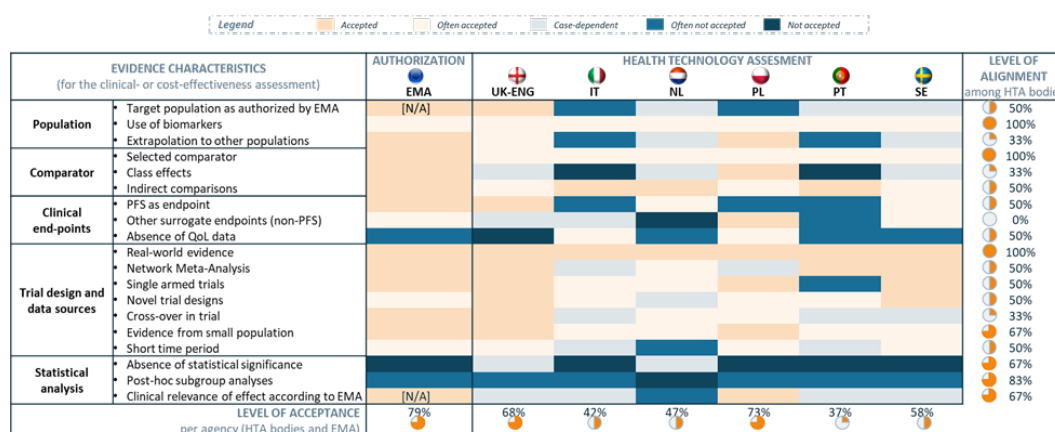 Legend Accepted Often accepted Case-dependent Often not accepted Not accepted
EVIDENCE CHARACTERISTICS
(for the clinical- or cost-effectiveness assessment)
AUTHORIZATION
EMA
HEALTH TECHNOLOGY ASSESMENT
UK-ENG IT NL PL PT SE
LEVEL OF
ALIGNMENT
among HTA bodies
Population
• Target population as authorized by EMA [N/A] 50%
• Use of biomarkers 100%
• Extrapolation to other populations 33%
Comparator
• Selected comparator 100%
• Class effects 33%
• Indirect comparisons 50%
Clinical
end-points
• PFS as endpoint 50%
• Other surrogate endpoints (non-PFS) 0%
• Absence of QoL data 50%
Trial design and
data sources
• Real-world evidence 100%
• Network Meta-Analysis 50%
• Single armed trials 50%
• Novel trial designs 50%
• Cross-over in trial 33%
• Evidence from small population 67%
• Short time period 50%
Statistical
analysis
• Absence of statistical significance 67%
• Post-hoc subgroup analyses 83%
• Clinical relevance of effect according to EMA [N/A] 67%
LEVEL OF ACCEPTANCE
per agency (HTA bodies and EMA)
79% 68% 42% 47% 73% 37% 58%